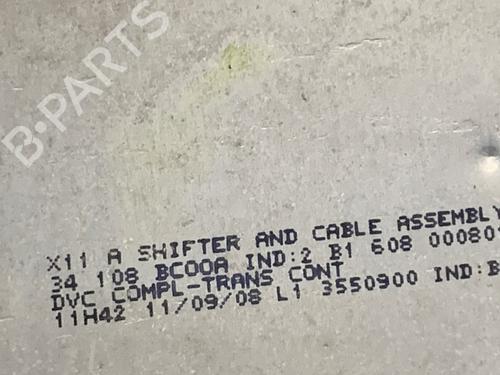 B-PARTS
X11 A SHIFTER AND CABLE ASSEMBLY
34 108 BC00A IND:2 B1 608 00080
DVC COMPL-TRANS CONT
11H42 11/09/08 L1 3550900 IND:B